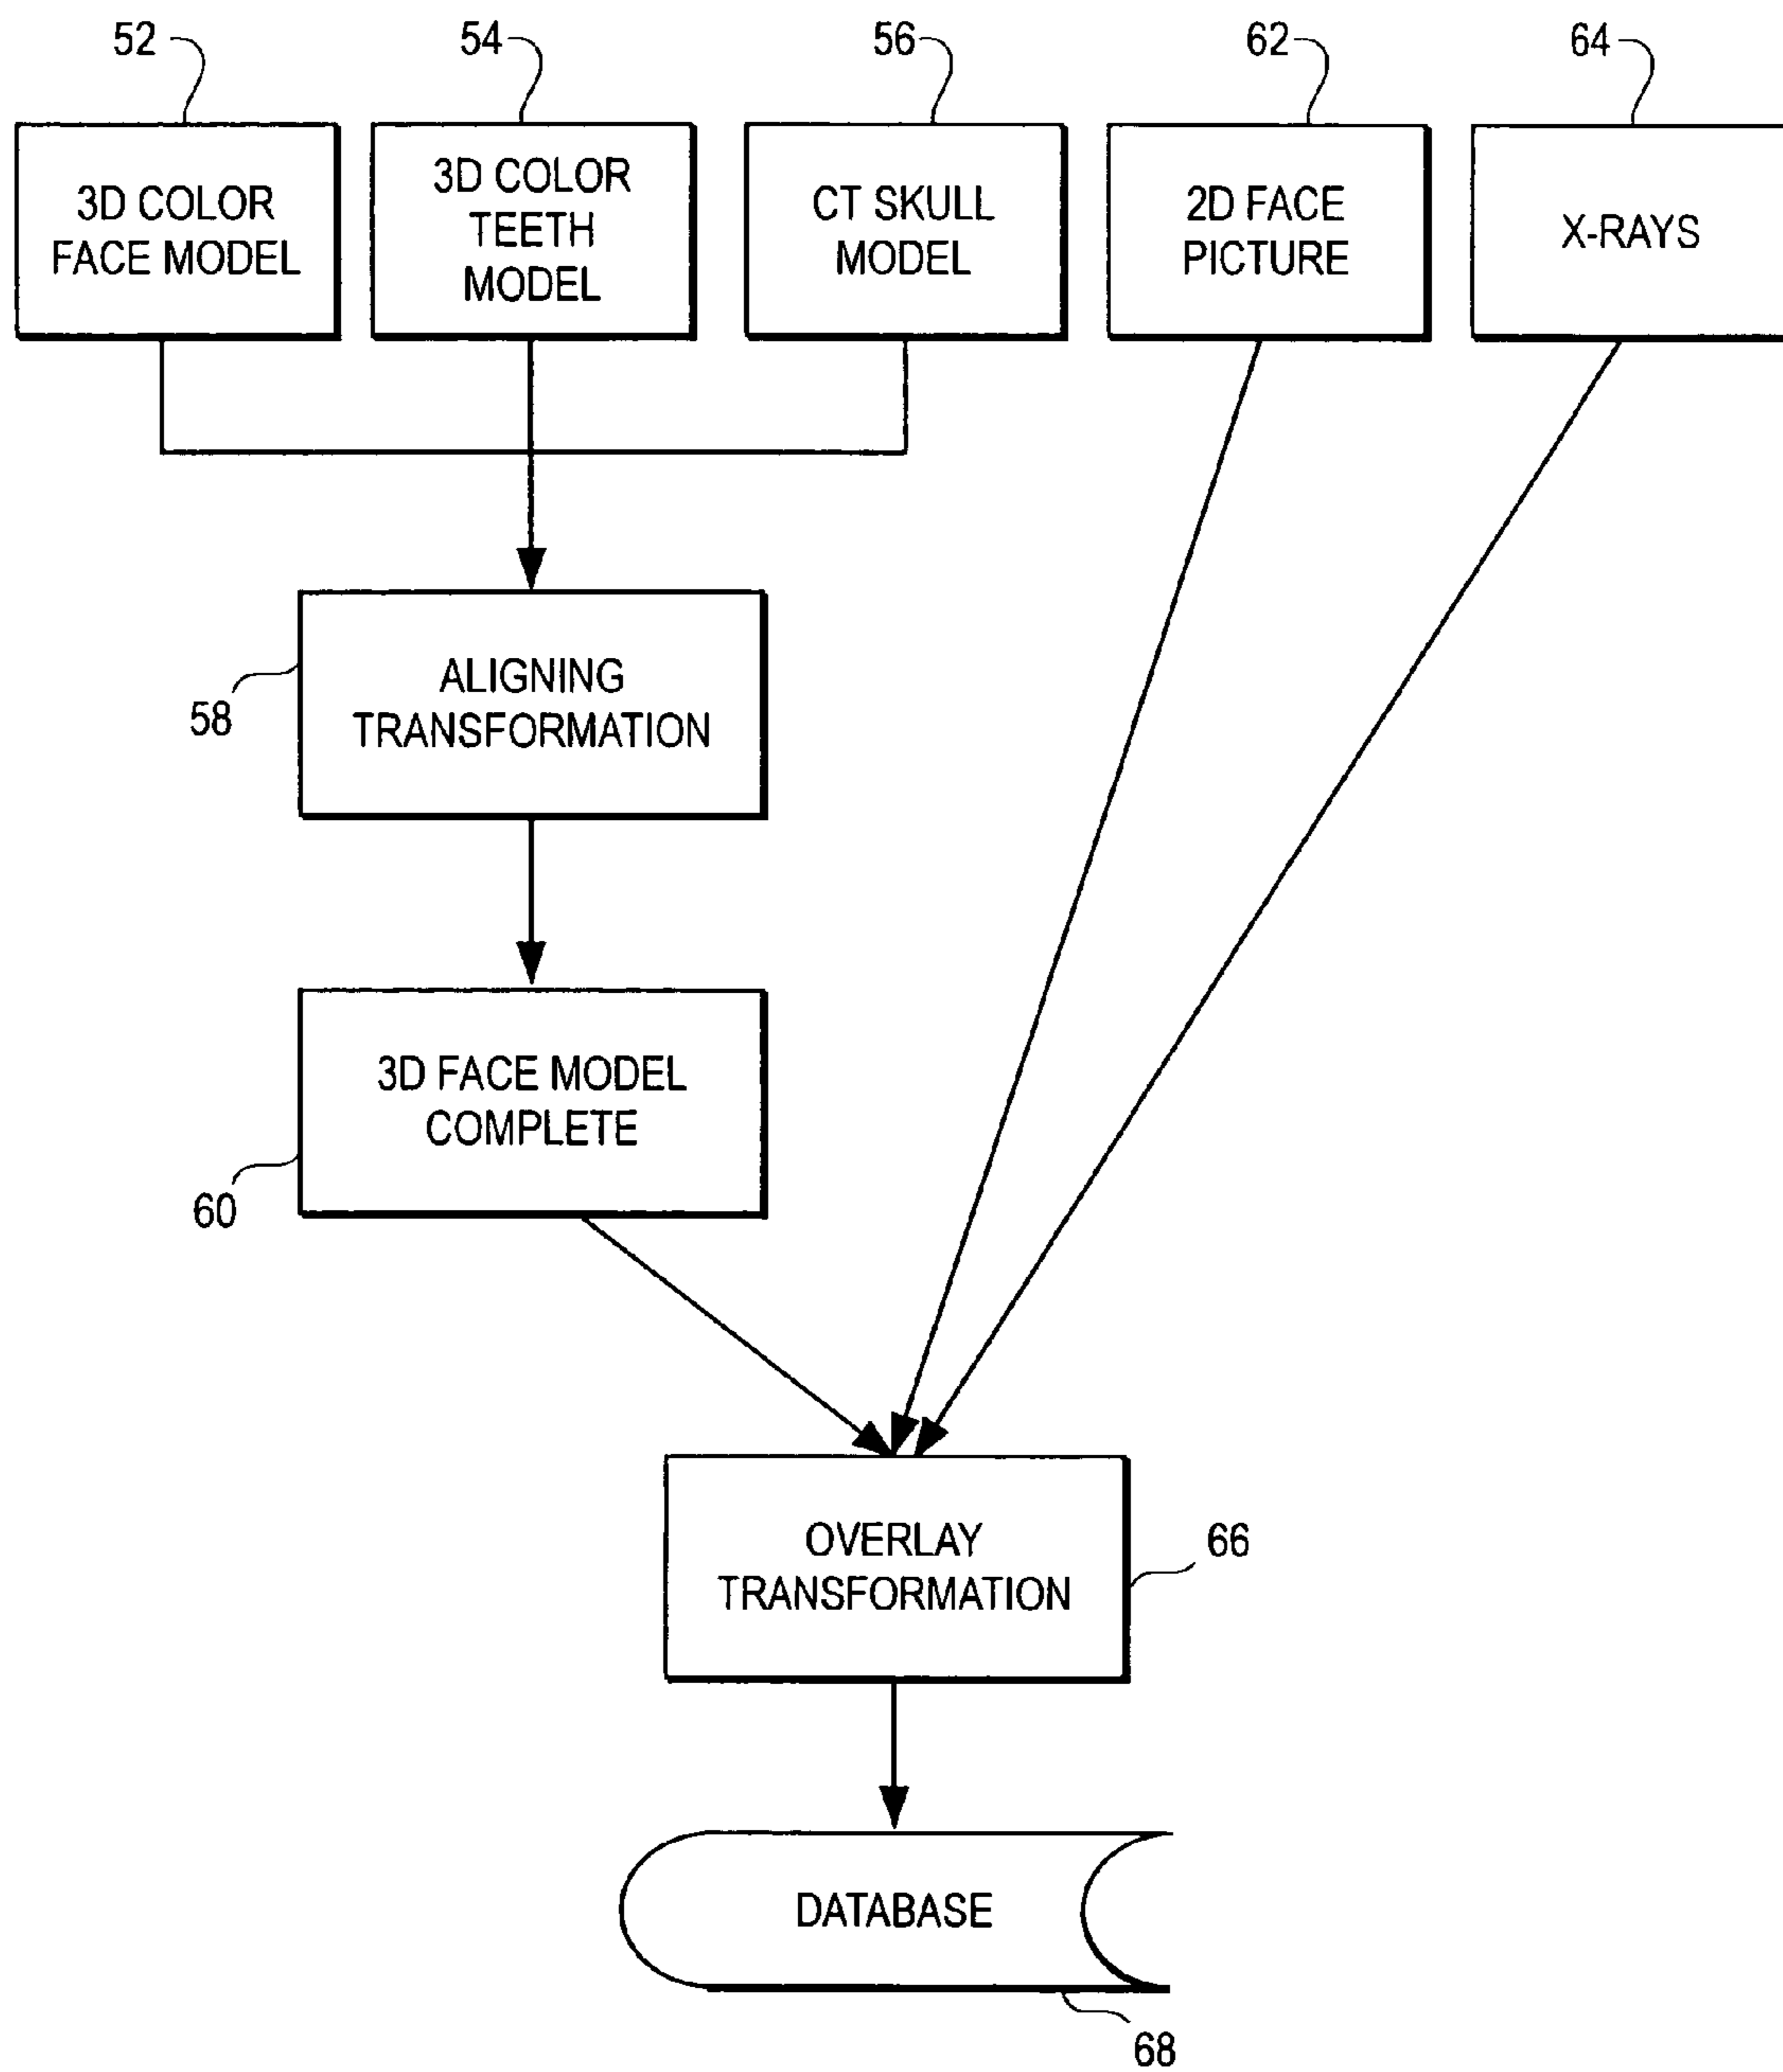 52
54
56
62
64
3D COLOR
FACE MODEL
3D COLOR
TEETH
MODEL
CT SKULL
MODEL
2D FACE
PICTURE
X-RAYS
ALIGNING
TRANSFORMATION
58
3D FACE MODEL
COMPLETE
60
OVERLAY
TRANSFORMATION
66
DATABASE
68